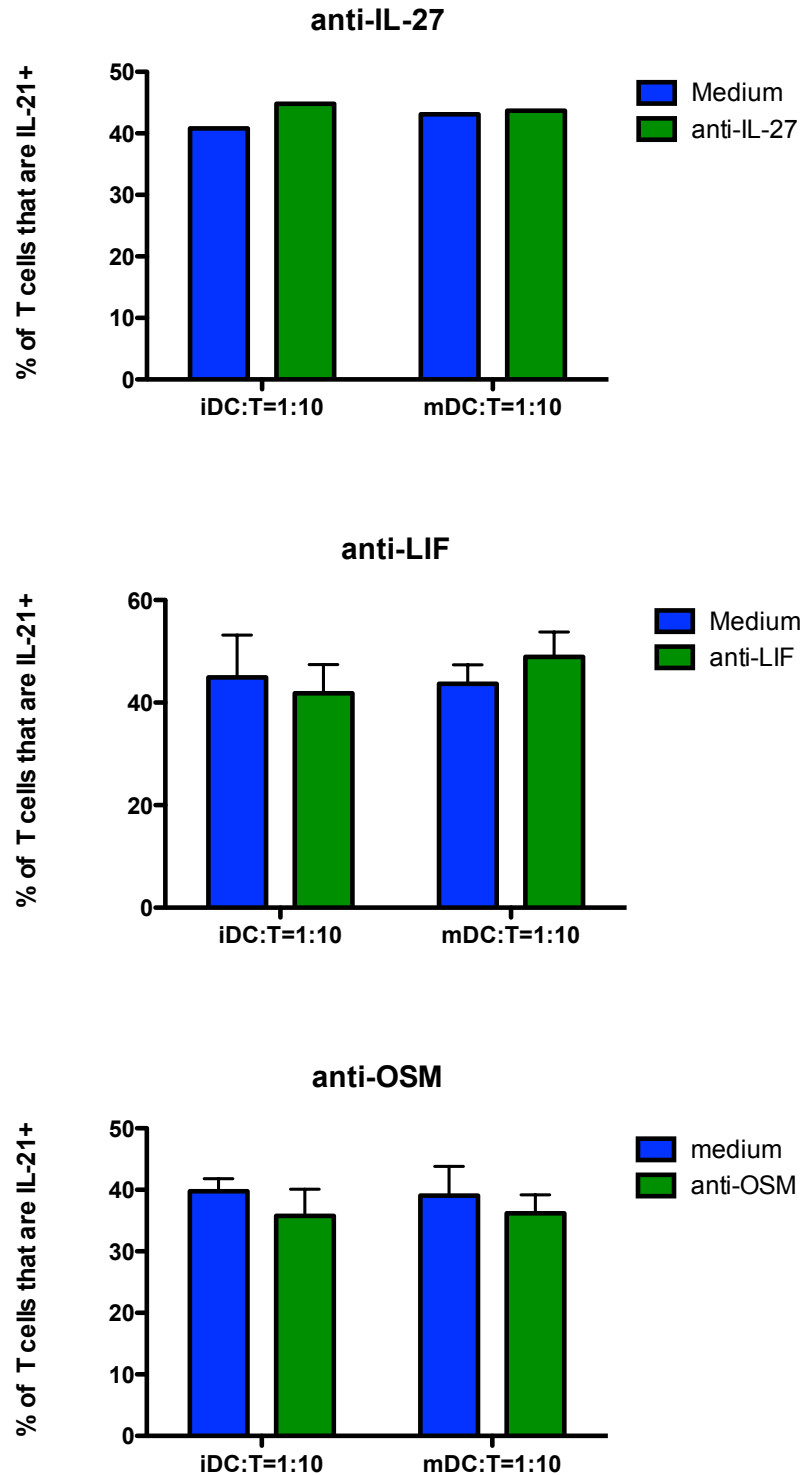 anti-IL-27
% of T cells that are IL-21+
50
40
30
20
10
0
iDC:T=1:10
mDC:T=1:10
Medium
anti-IL-27
anti-LIF
% of T cells that are IL-21+
60
40
20
0
iDC:T=1:10
mDC:T=1:10
Medium
anti-LIF
anti-OSM
% of T cells that are IL-21+
50
40
30
20
10
0
iDC:T=1:10
mDC:T=1:10
medium
anti-OSM